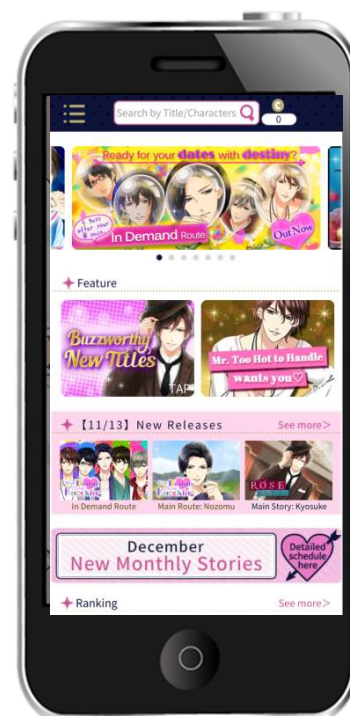 Search by Title/Characters
C
0
Ready for your dates with destiny?
In Demand Route
Out Now
Feature
Buzzworthy
New Titles
TAP
Mr. Too Hot to Handle
wants you♡
【11/13】 New Releases
See more>
ROSE
In Demand Route
Main Route: Nozomu
Main Story: Kyosuke
December
New Monthly Stories
Detailed
schedule
here
Ranking
See more>